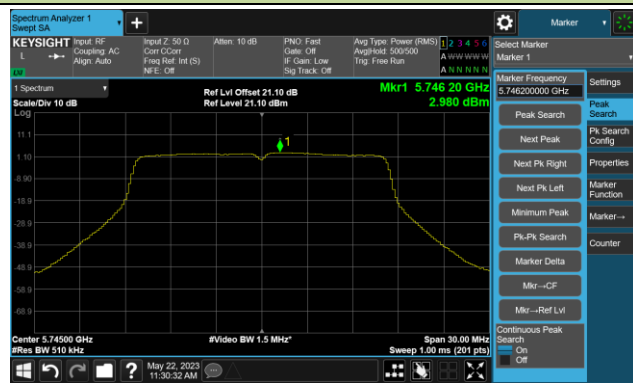 Spectrum Analyzer 1
Swept SA
+
Marker
KEYSIGHT
L
LXI
Input: RF
Coupling: AC
Align: Auto
Input Z: 50 Ω
Corr CCorr
Freq Ref: Int (S)
NFE: Off
Atten: 10 dB
PNO: Fast
Gate: Off
IF Gain: Low
Sig Track: Off
Avg Type: Power (RMS)
Avg|Hold: 500/500
Trig: Free Run
1 2 3 4 5 6
A W W W W W
A N N N N N
Select Marker
Marker 1
1 Spectrum
Scale/Div 10 dB
Log
Ref Lvl Offset 21.10 dB
Ref Level 21.10 dBm
Mkr1 5.746 20 GHz
2.980 dBm
1
11.1
1.10
-8.90
-18.9
-28.9
-38.9
-48.9
-58.9
-68.9
Center 5.74500 GHz
#Res BW 510 kHz
#Video BW 1.5 MHz*
Span 30.00 MHz
Sweep 1.00 ms (201 pts)
Marker Frequency
5.746200000 GHz
Peak Search
Next Peak
Next Pk Right
Next Pk Left
Minimum Peak
Pk-Pk Search
Marker Delta
Mkr→CF
Mkr→Ref Lvl
Continuous Peak
Search
On
Off
Settings
Peak
Search
Pk Search
Config
Properties
Marker
Function
Marker→
Counter
?
May 22, 2023
11:30:32 AM